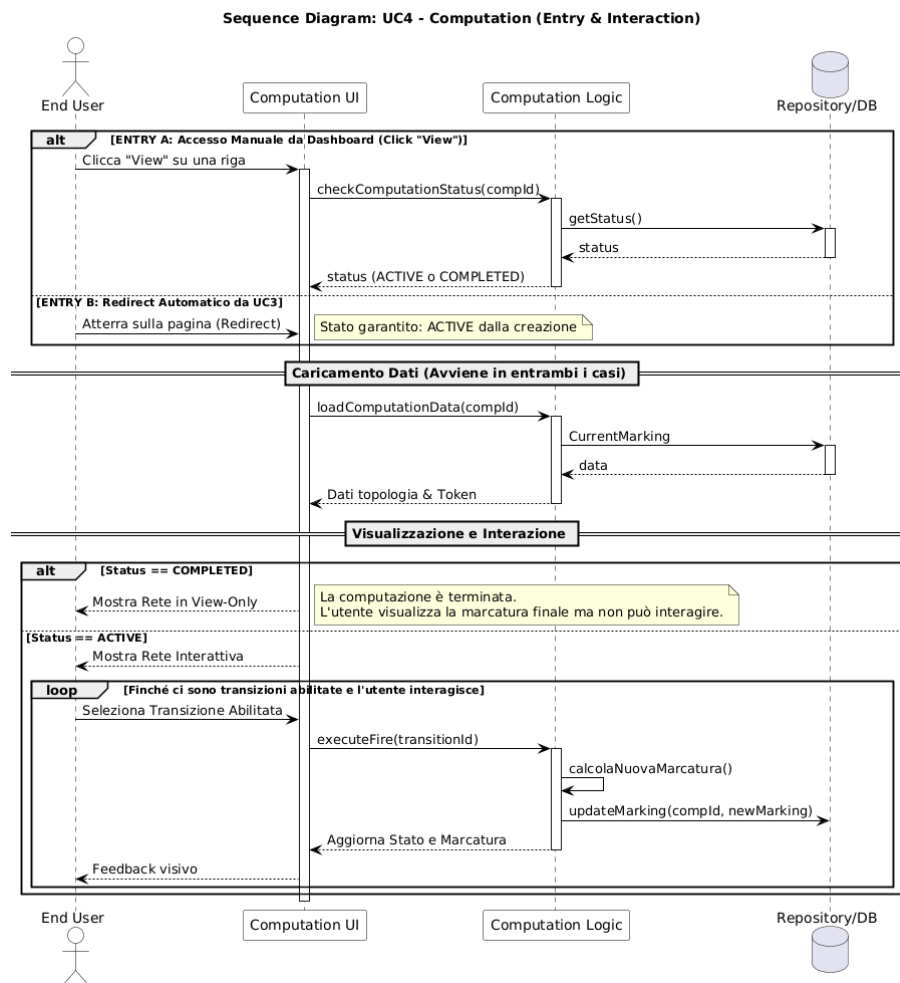 Sequence Diagram: UC4 - Computation (Entry & Interaction)
End User
Computation UI
Computation Logic
Repository/DB
alt
[ENTRY A: Accesso Manuale da Dashboard (Click "View")]
Clicca "View" su una riga
checkComputationStatus(compId)
getStatus()
status
status (ACTIVE o COMPLETED)
[ENTRY B: Redirect Automatico da UC3]
Atterra sulla pagina (Redirect)
Stato garantito: ACTIVE dalla creazione
Caricamento Dati (Avviene in entrambi i casi)
loadComputationData(compId)
CurrentMarking
data
Dati topologia & Token
Visualizzazione e Interazione
alt
[Status == COMPLETED]
Mostra Rete in View-Only
La computazione è terminata.
L'utente visualizza la marcatura finale ma non può interagire.
[Status == ACTIVE]
Mostra Rete Interattiva
loop
[Finché ci sono transizioni abilitate e l'utente interagisce]
Seleziona Transizione Abilitata
executeFire(transitionId)
calcolaNuovaMarcatura()
updateMarking(compId, newMarking)
Aggiorna Stato e Marcatura
Feedback visivo
End User
Computation UI
Computation Logic
Repository/DB